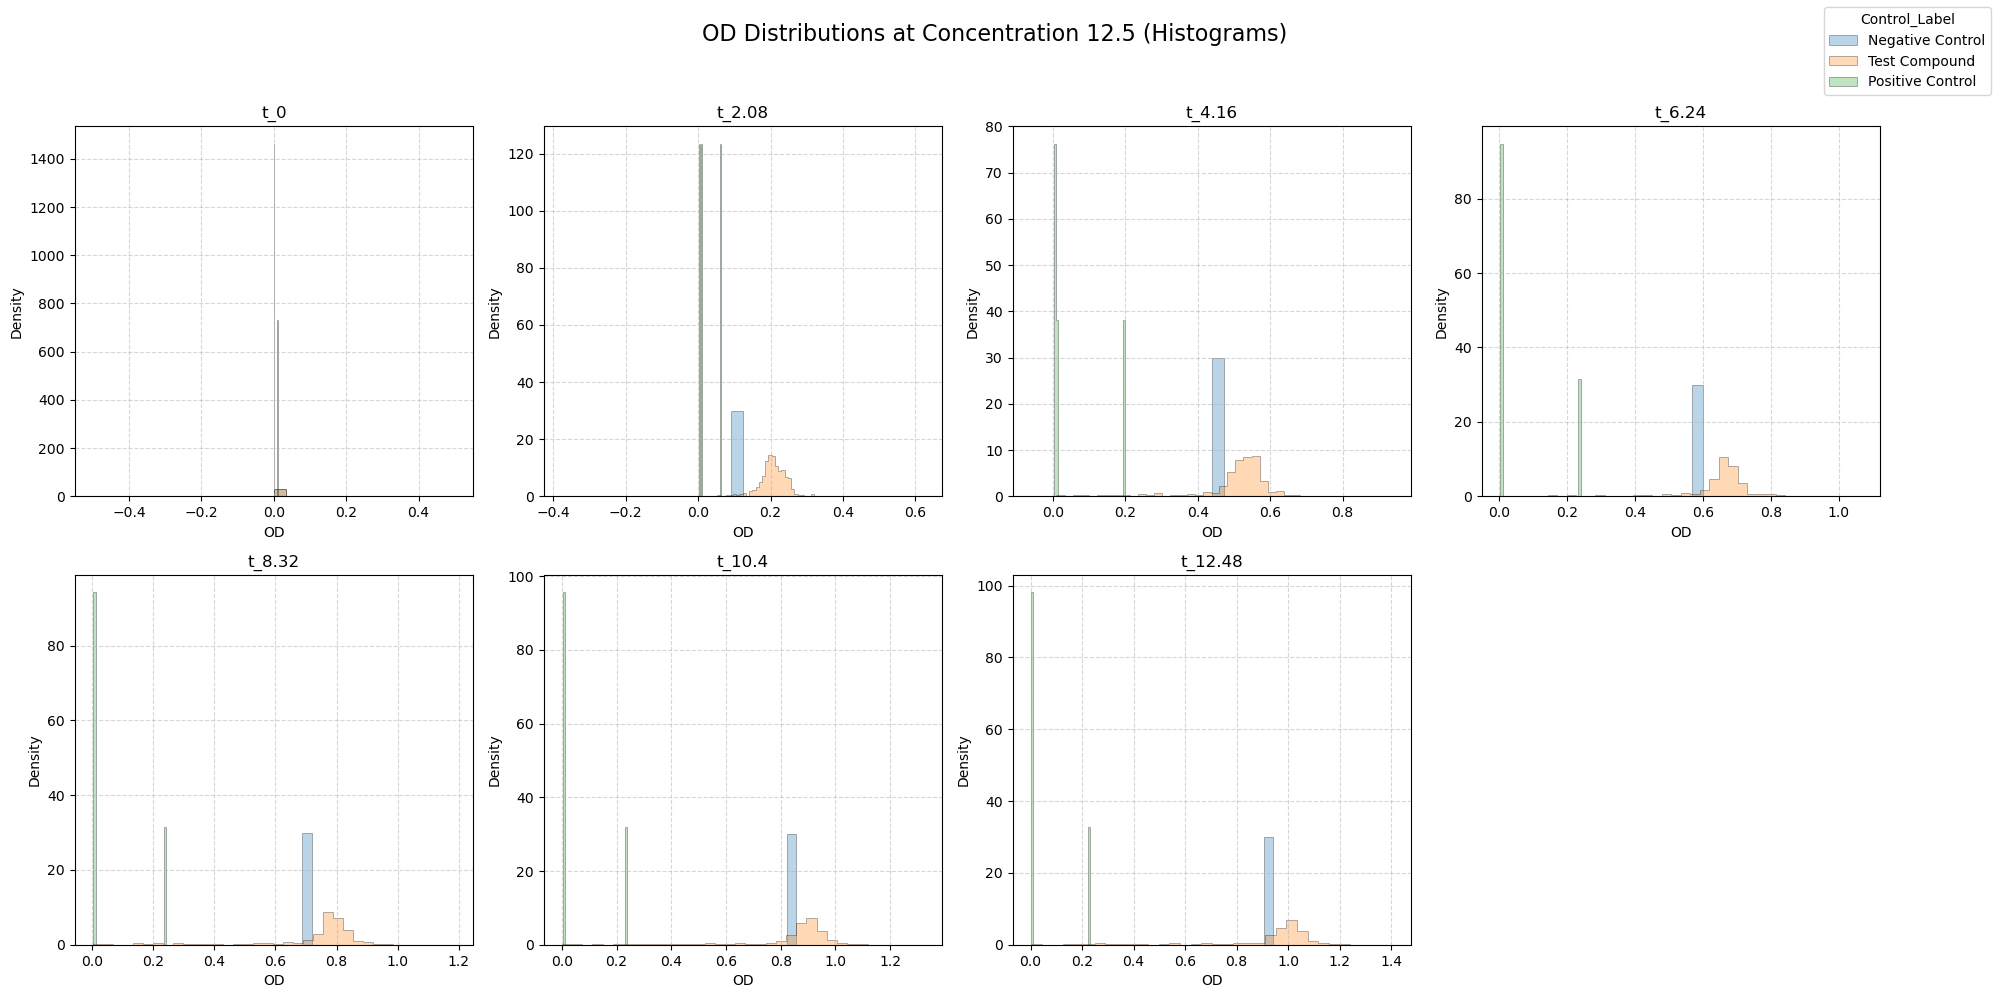 OD Distributions at Concentration 12.5 (Histograms)
Control_Label
Negative Control
Test Compound
Positive Control
t_0
Density
1400
1200
1000
800
600
400
200
0
−0.4 −0.2 0.0 0.2 0.4
OD
t_2.08
Density
120
100
80
60
40
20
0
−0.4 −0.2 0.0 0.2 0.4 0.6
OD
t_4.16
Density
80
70
60
50
40
30
20
10
0
0.0 0.2 0.4 0.6 0.8
OD
t_6.24
Density
80
60
40
20
0
0.0 0.2 0.4 0.6 0.8 1.0
OD
t_8.32
Density
80
60
40
20
0
0.0 0.2 0.4 0.6 0.8 1.0 1.2
OD
t_10.4
Density
100
80
60
40
20
0
0.0 0.2 0.4 0.6 0.8 1.0 1.2
OD
t_12.48
Density
100
80
60
40
20
0
0.0 0.2 0.4 0.6 0.8 1.0 1.2 1.4
OD